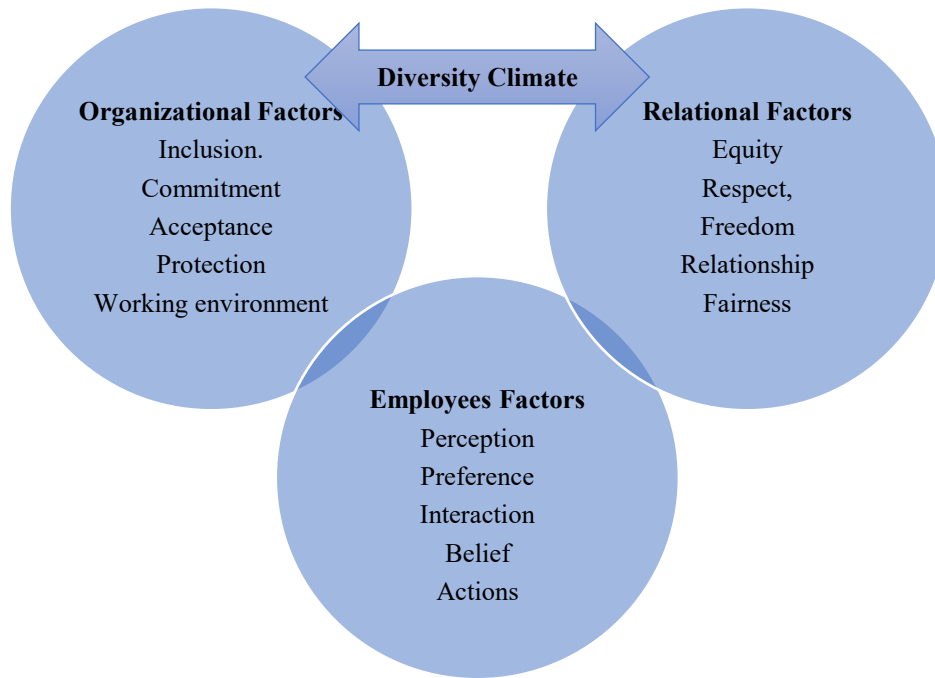 Diversity Climate
Organizational Factors
Inclusion.
Commitment
Acceptance
Protection
Working environment
Relational Factors
Equity
Respect,
Freedom
Relationship
Fairness
Employees Factors
Perception
Preference
Interaction
Belief
Actions